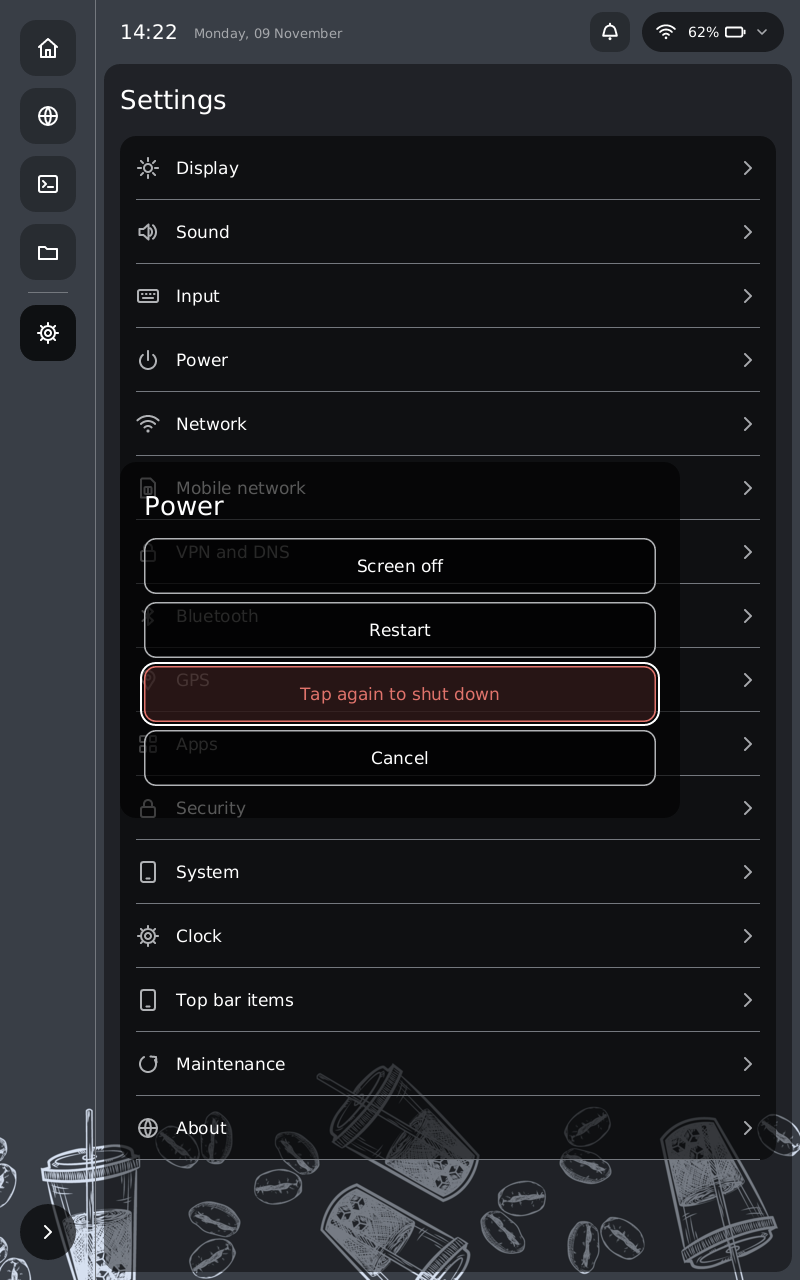 14:22 Monday, 09 November 62%
Settings
Display
Sound
Input
Power
Network
Mobile network
Power
VPN and DNS
Screen off
Bluetooth
Restart
GPS
Tap again to shut down
Apps
Cancel
Security
System
Clock
Top bar items
Maintenance
About